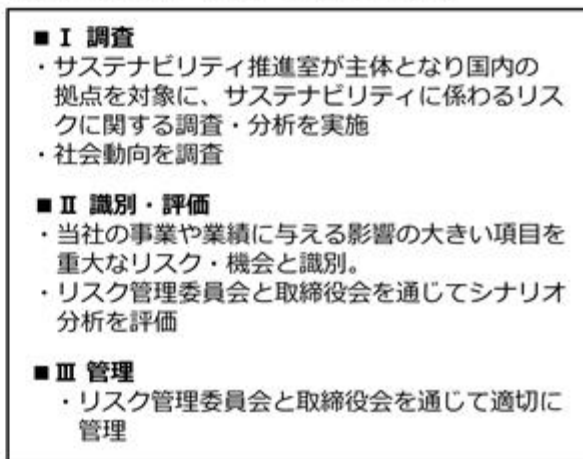 ■ Ⅰ 調査
・サステナビリティ推進室が主体となり国内の
拠点を対象に、サステナビリティに係わるリス
クに関する調査・分析を実施
・社会動向を調査
■ Ⅱ 識別・評価
・当社の事業や業績に与える影響の大きい項目を
重大なリスク・機会と識別。
・リスク管理委員会と取締役会を通じてシナリオ
分析を評価
■ Ⅲ 管理
・リスク管理委員会と取締役会を通じて適切に
管理